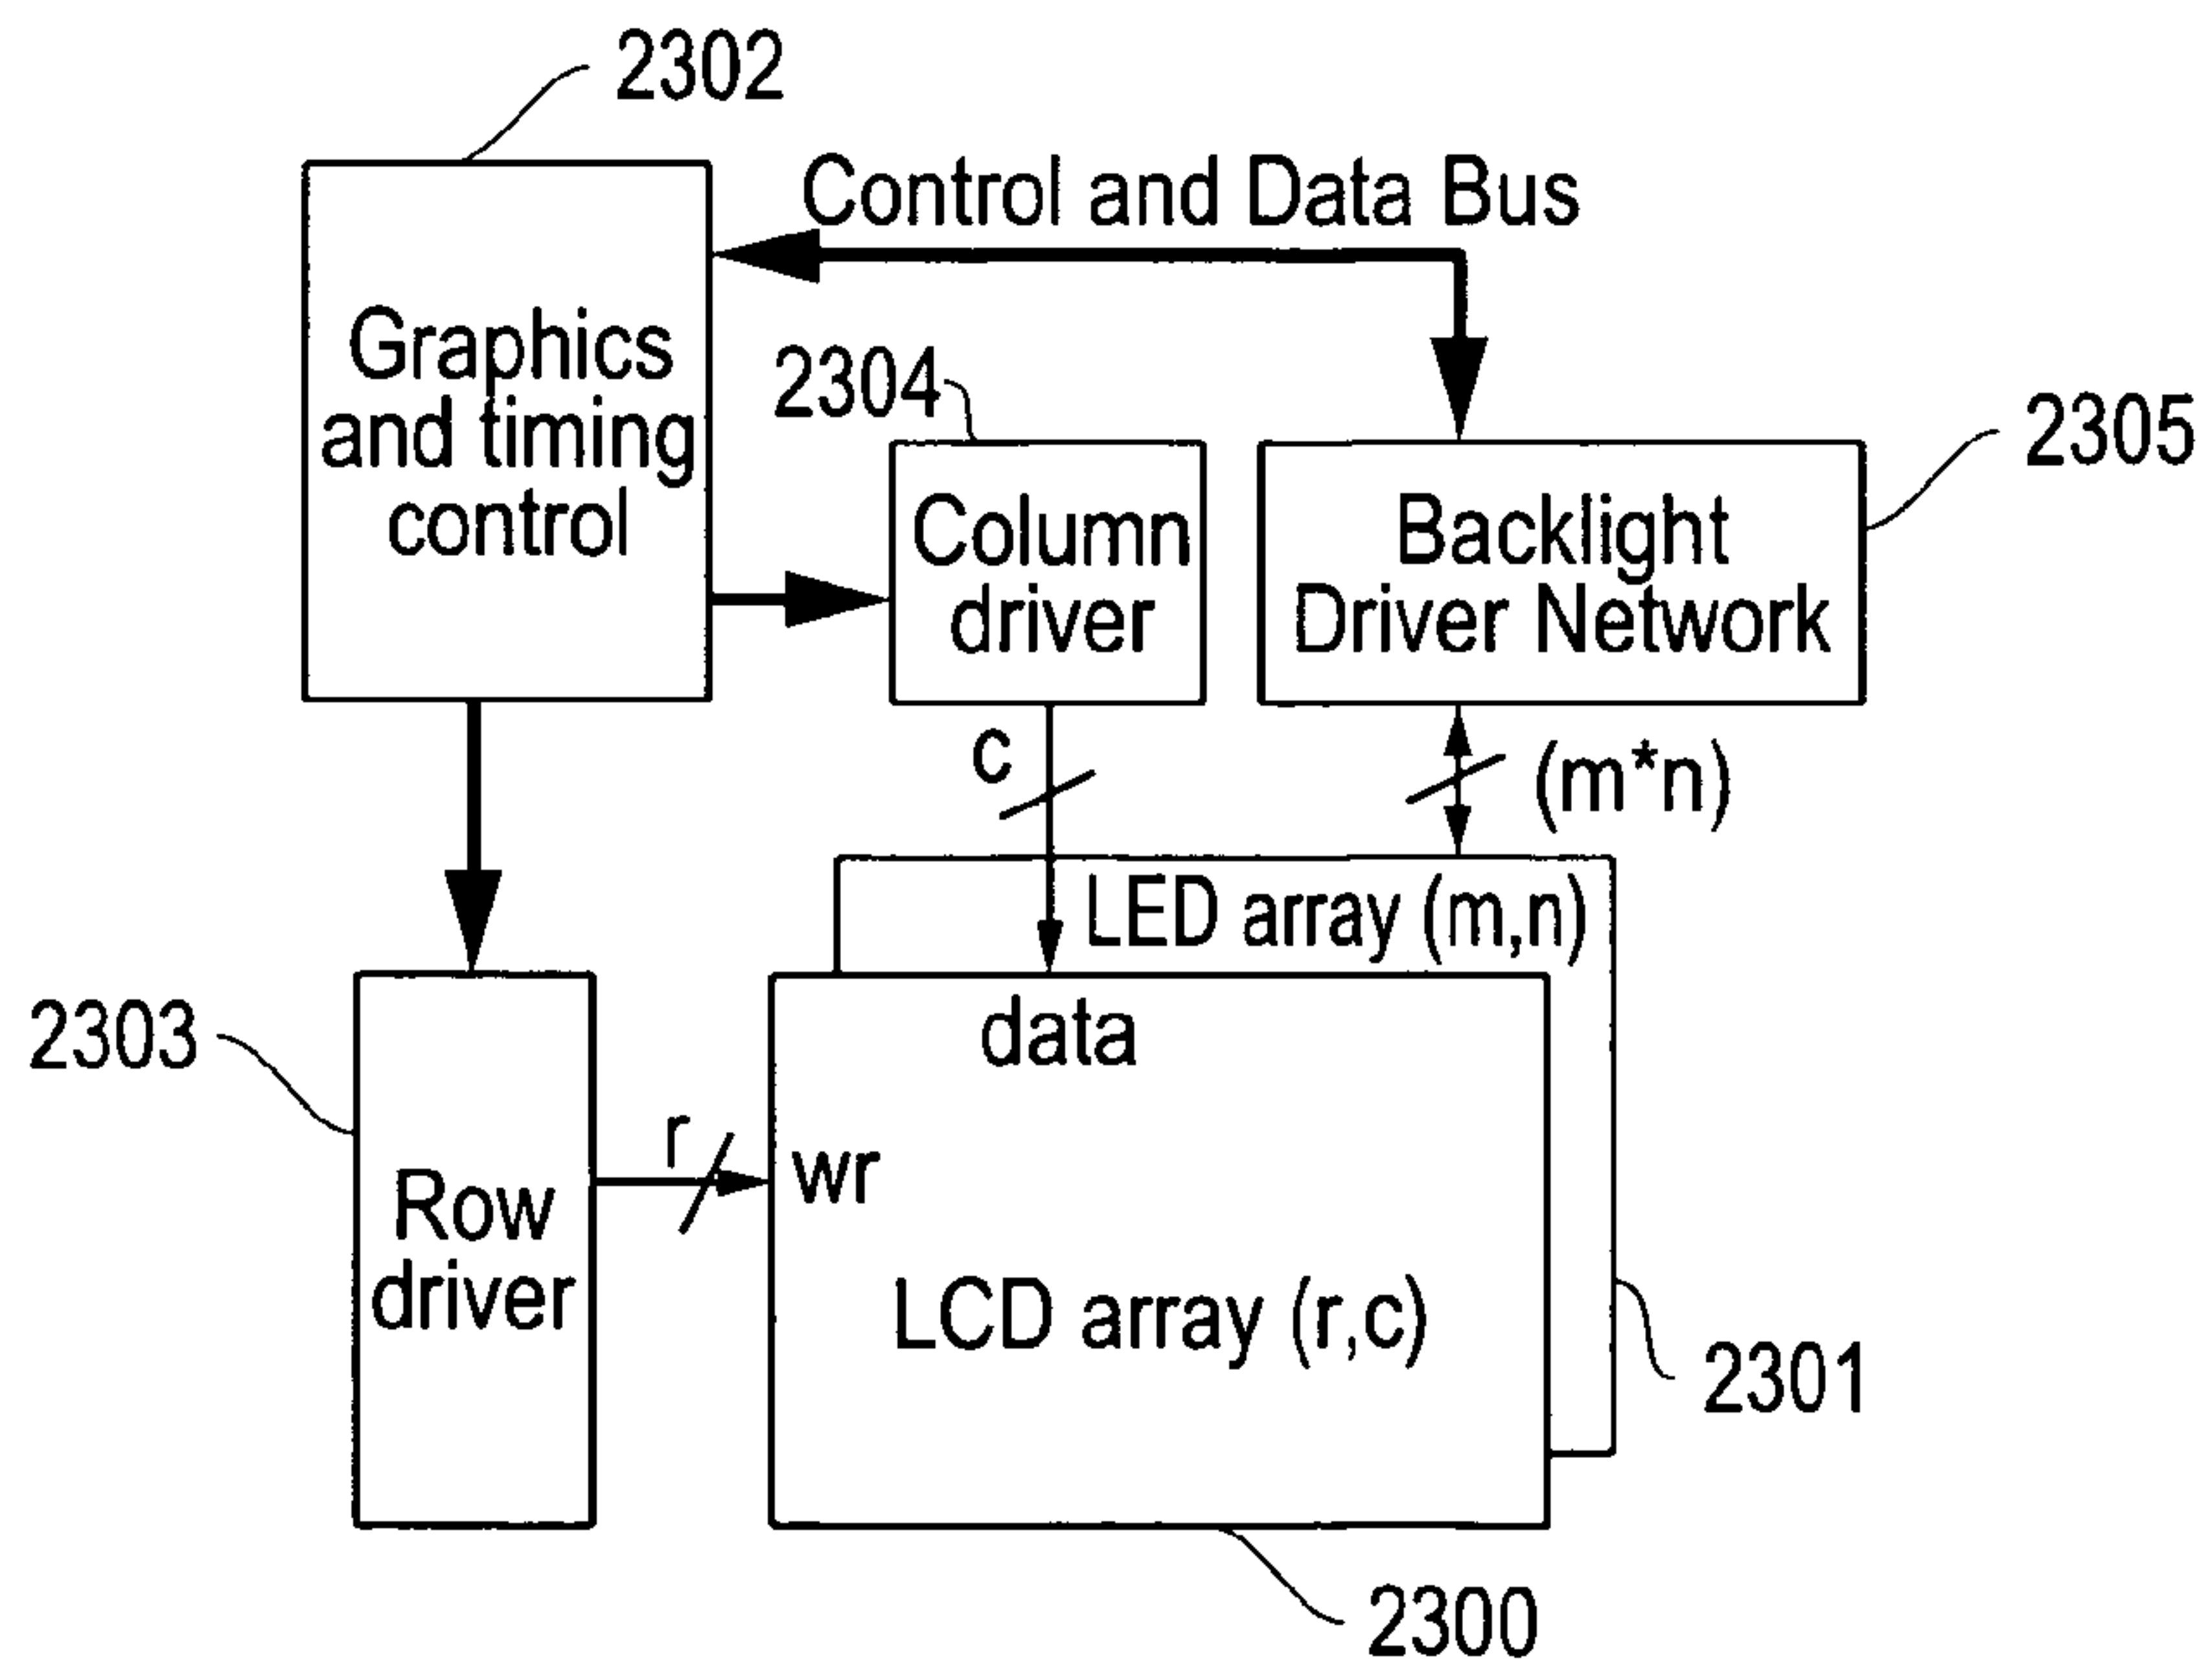 2302
Control and Data Bus
Graphics
and timing
control
2304
2305
Column
driver
Backlight
Driver Network
c
(m*n)
LED array (m,n)
data
2303
r
wr
Row
driver
LCD array (r,c)
2301
2300